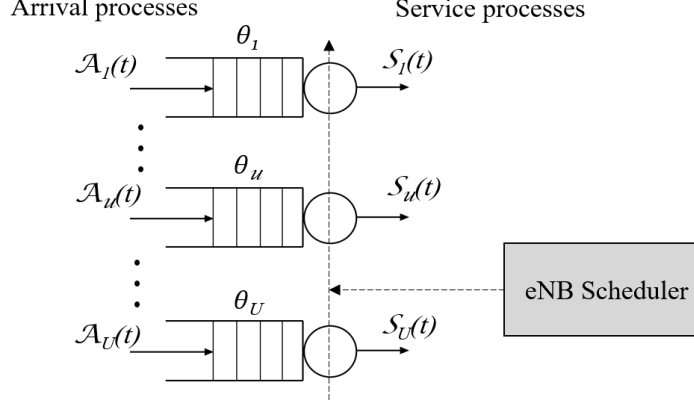 Arrival processes
Service processes
θ1
𝒜1(t)
S1(t)
θu
𝒜u(t)
Su(t)
eNB Scheduler
θU
𝒜U(t)
SU(t)